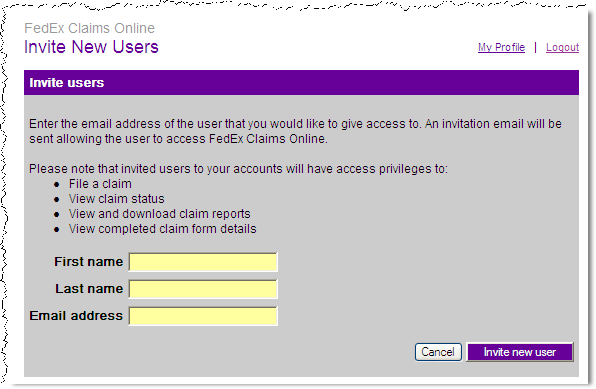 FedEx Claims Online
Invite New Users
My Profile | Logout
Invite users
Enter the email address of the user that you would like to give access to. An invitation email will be
sent allowing the user to access FedEx Claims Online.
Please note that invited users to your accounts will have access privileges to:
● File a claim
● View claim status
● View and download claim reports
● View completed claim form details
First name
Last name
Email address
Cancel Invite new user